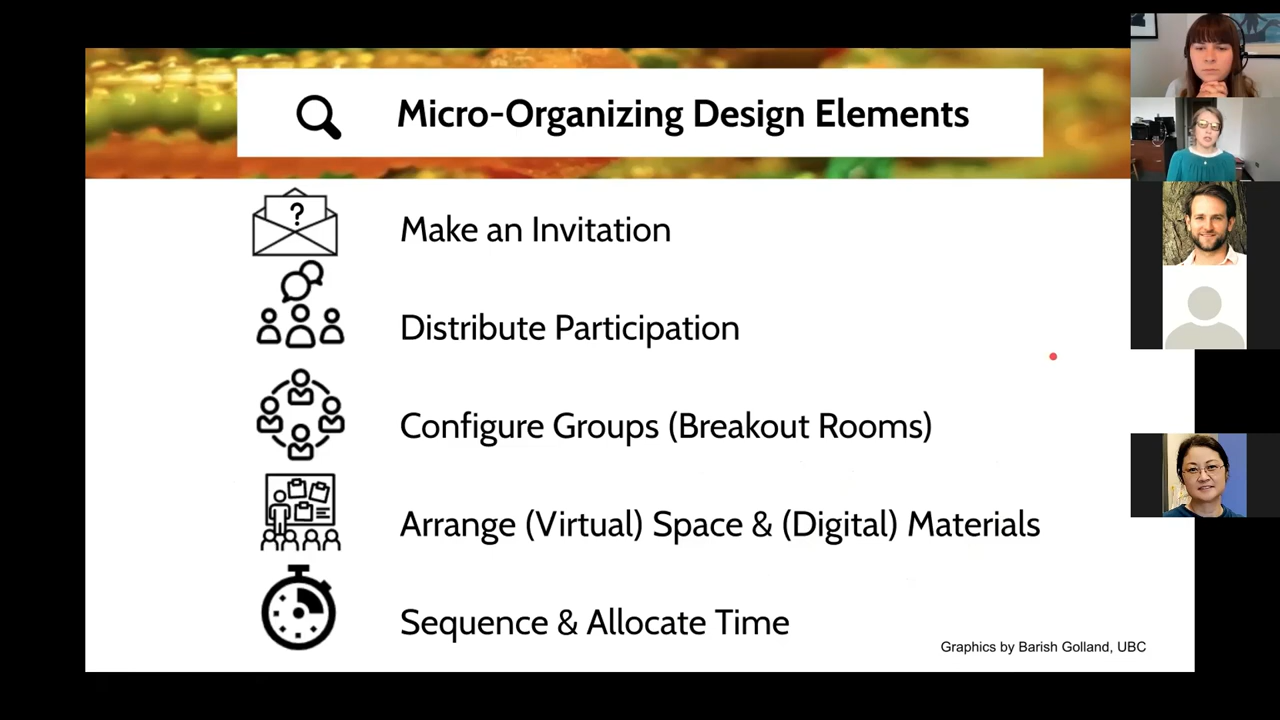 Micro-Organizing Design Elements
?
Make an Invitation
Distribute Participation
Configure Groups (Breakout Rooms)
Arrange (Virtual) Space & (Digital) Materials
Sequence & Allocate Time
Graphics by Barish Golland, UBC